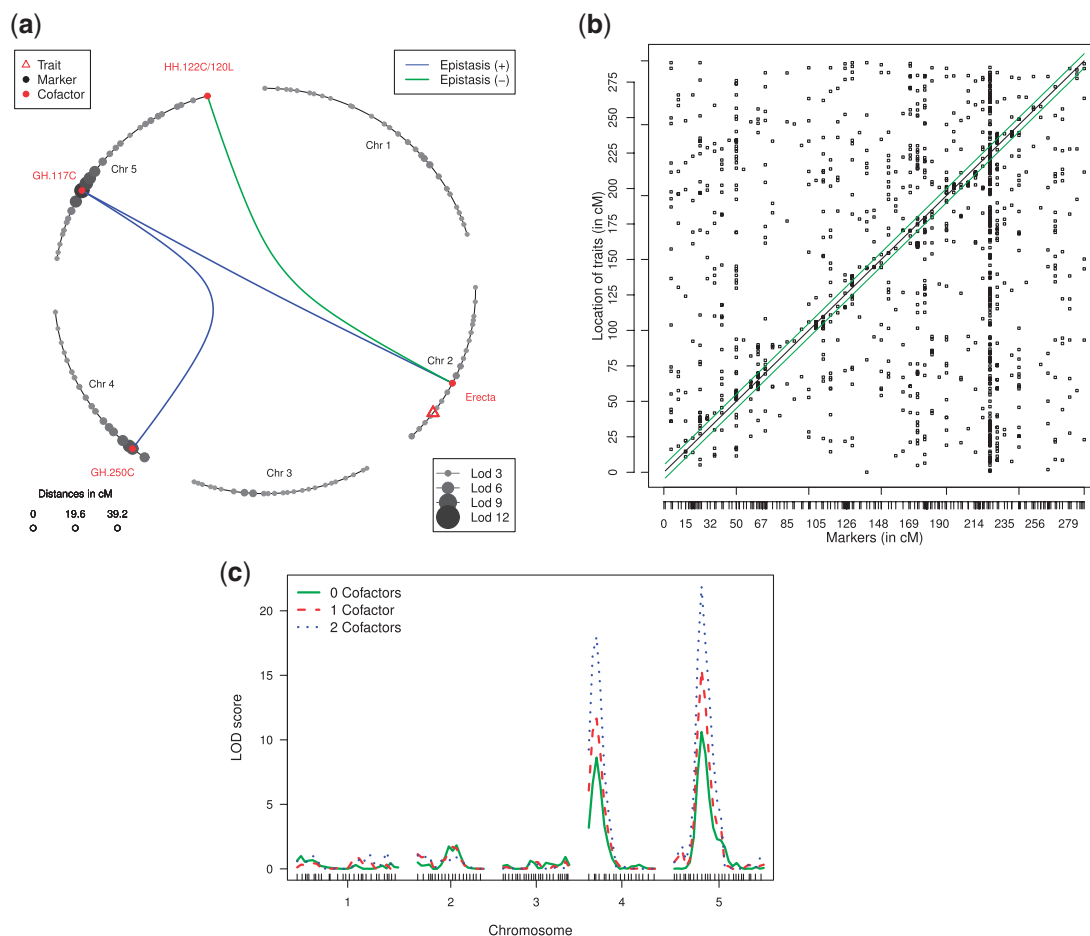 (a)
Trait
Marker
Cofactor
HH.122C/120L
Epistasis (+)
Epistasis (−)
Chr 1
Chr 5
GH.117C
Chr 2
Erecta
Chr 4
GH.250C
Chr 3
Distances in cM
0 19.6 39.2
Lod 3
Lod 6
Lod 9
Lod 12
(b)
Location of traits (in cM)
275
250
225
200
175
150
125
100
75
50
25
0
0 15 32 50 67 85 105 126 148 169 190 214 235 256 279
Markers (in cM)
(c)
0 Cofactors
1 Cofactor
2 Cofactors
LOD score
20
15
10
5
0
1 2 3 4 5
Chromosome